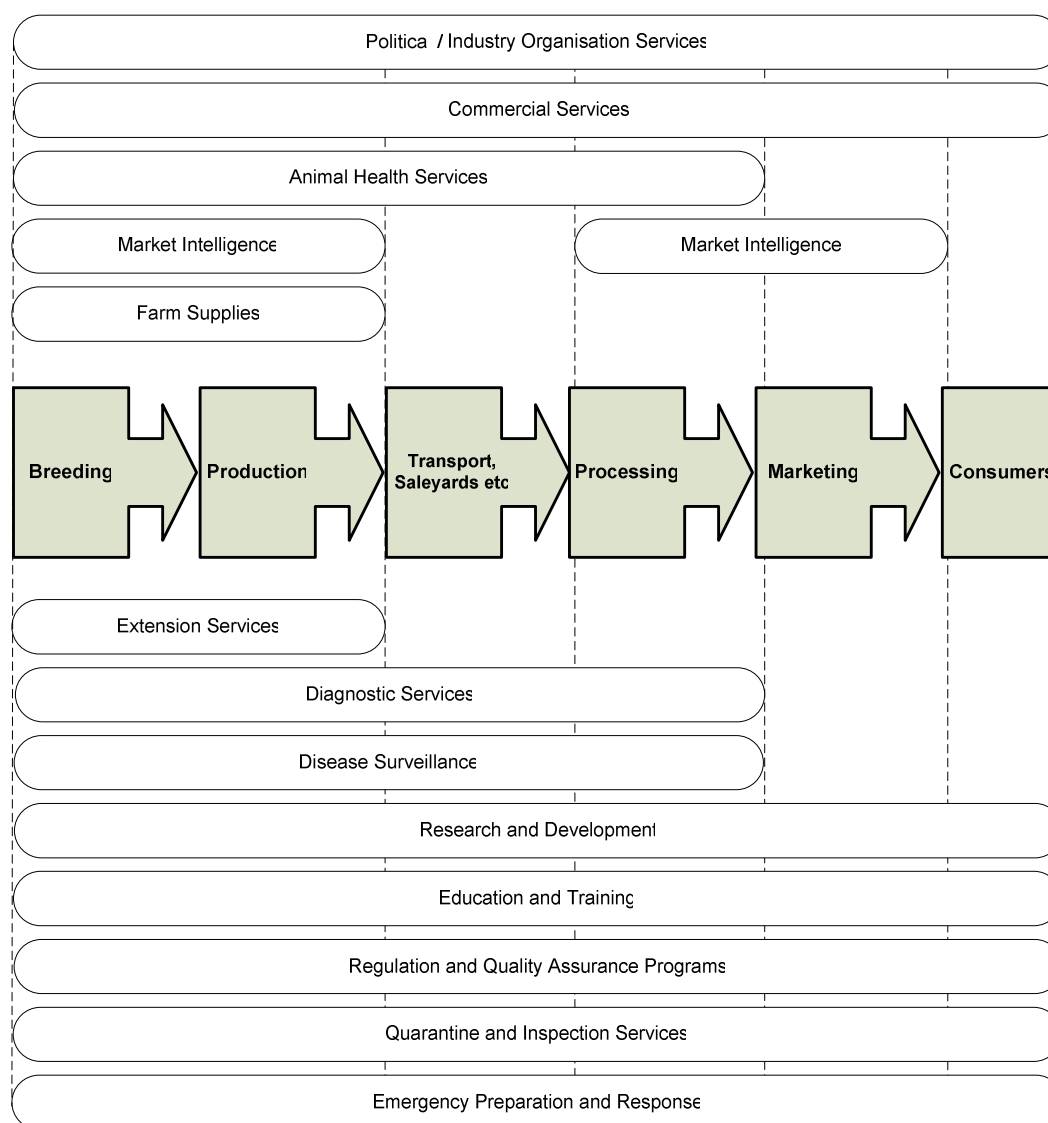 Political / Industry Organisation Services
Commercial Services
Animal Health Services
Market Intelligence
Market Intelligence
Farm Supplies
Breeding
Production
Transport,
Saleyards etc
Processing
Marketing
Consumers
Extension Services
Diagnostic Services
Disease Surveillance
Research and Development
Education and Training
Regulation and Quality Assurance Programs
Quarantine and Inspection Services
Emergency Preparation and Response